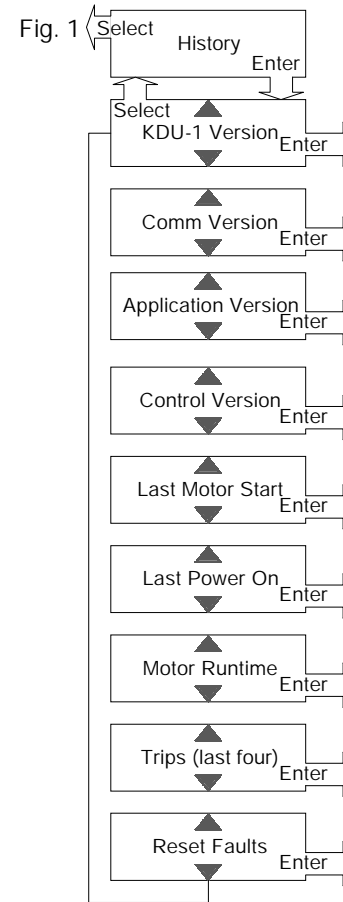 Fig. 1
Select
History
Enter
Select
KDU-1 Version
Enter
Comm Version
Enter
Application Version
Enter
Control Version
Enter
Last Motor Start
Enter
Last Power On
Enter
Motor Runtime
Enter
Trips (last four)
Enter
Reset Faults
Enter